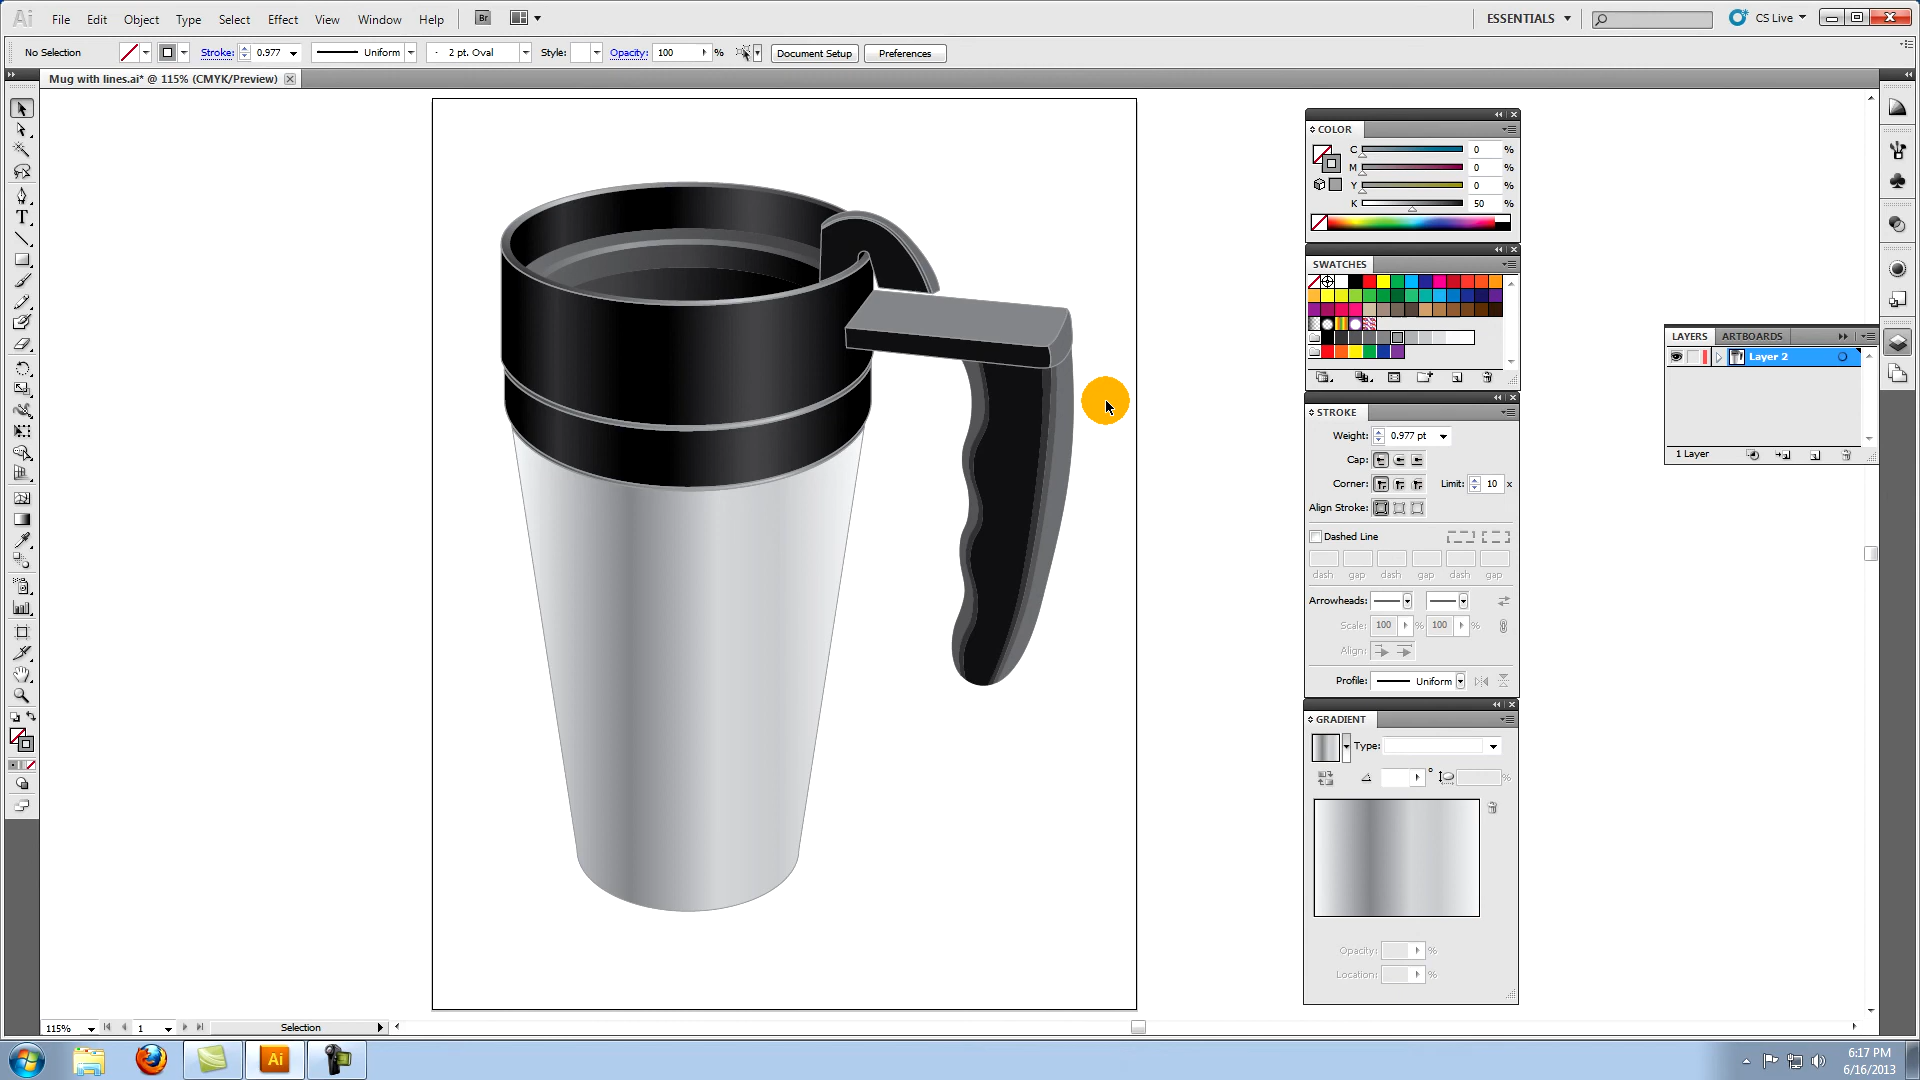 Ai File Edit Object Type Select Effect View Window Help Br ESSENTIALS CS Live
No Selection Stroke: 0.977 Uniform 2 pt. Oval Style: Opacity: 100 % Document Setup Preferences
Mug with lines.ai* @ 115% (CMYK/Preview)
COLOR
C 0 %
M 0 %
Y 0 %
K 50 %
SWATCHES
LAYERS ARTBOARDS
Layer 2
1 Layer
STROKE
Weight: 0.977 pt
Cap:
Corner: Limit: 10 x
Align Stroke:
Dashed Line
dash gap dash gap dash gap
Arrowheads:
Scale: 100 % 100 %
Align:
Profile: Uniform
GRADIENT
Type:
° %
Opacity: %
Location: %
115% 1 Selection
Ai
6:17 PM
6/16/2013